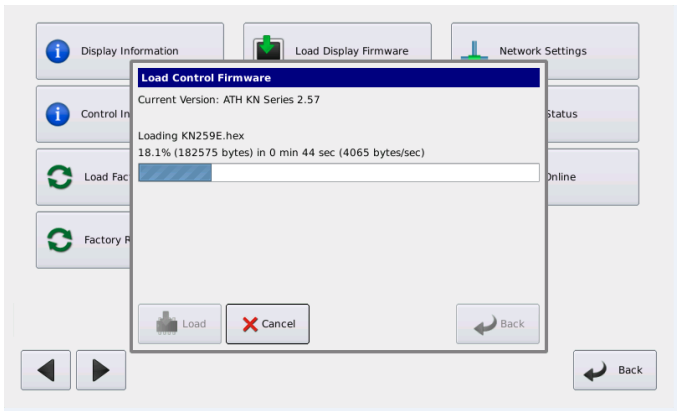 Display Information
Load Display Firmware
Network Settings
Load Control Firmware
Current Version: ATH KN Series 2.57
Control In
Status
Loading KN259E.hex
18.1% (182575 bytes) in 0 min 44 sec (4065 bytes/sec)
Load Fac
Online
Factory R
Load
Cancel
Back
Back